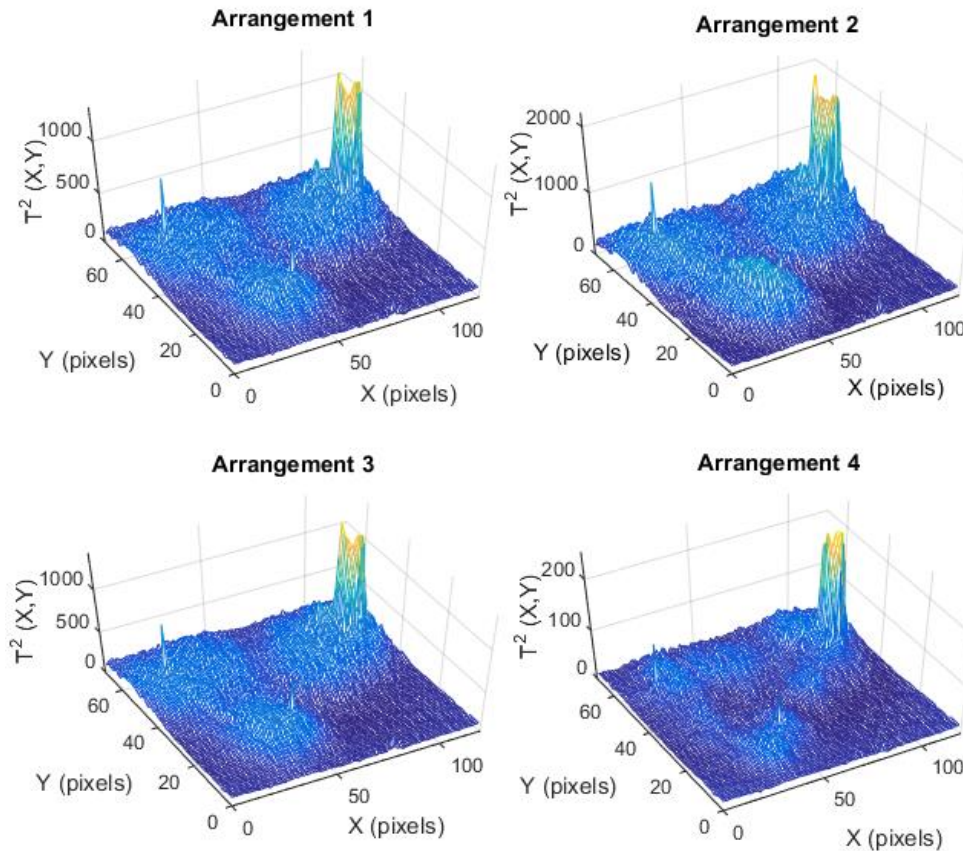 Arrangement 1
1000
500
0
T² (X,Y)
60
40
20
0
Y (pixels)
0
50
100
X (pixels)
Arrangement 2
2000
1000
0
T² (X,Y)
60
40
20
0
Y (pixels)
0
50
100
X (pixels)
Arrangement 3
1000
500
0
T² (X,Y)
60
40
20
0
Y (pixels)
0
50
100
X (pixels)
Arrangement 4
200
100
0
T² (X,Y)
60
40
20
0
Y (pixels)
0
50
100
X (pixels)